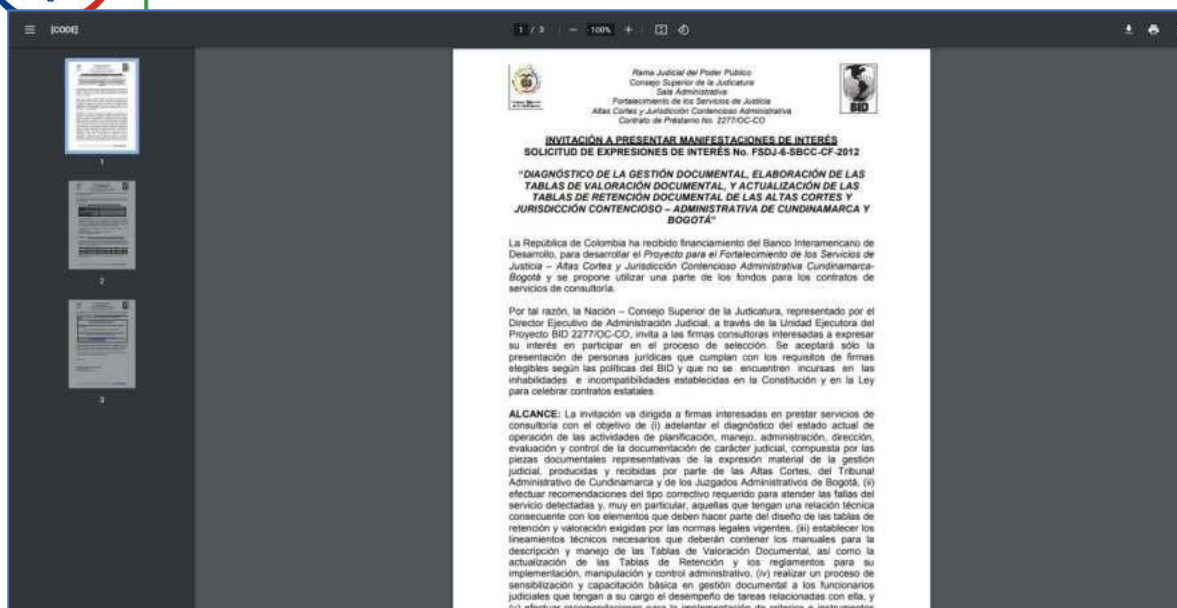 [CODE]
1 / 3
100%
1
2
3
Rama Judicial del Poder Público
Consejo Superior de la Judicatura
Sala Administrativa
Fortalecimiento de los Servicios de Justicia
Altas Cortes y Jurisdicción Contencioso Administrativa
Contrato de Préstamo No. 2277/OC-CO
BID
INVITACIÓN A PRESENTAR MANIFESTACIONES DE INTERÉS
SOLICITUD DE EXPRESIONES DE INTERÉS No. FSDJ-6-SBCC-CF-2012
"DIAGNÓSTICO DE LA GESTIÓN DOCUMENTAL, ELABORACIÓN DE LAS
TABLAS DE VALORACIÓN DOCUMENTAL, Y ACTUALIZACIÓN DE LAS
TABLAS DE RETENCIÓN DOCUMENTAL DE LAS ALTAS CORTES Y
JURISDICCIÓN CONTENCIOSO – ADMINISTRATIVA DE CUNDINAMARCA Y
BOGOTÁ"
La República de Colombia ha recibido financiamiento del Banco Interamericano de
Desarrollo, para desarrollar el Proyecto para el Fortalecimiento de los Servicios de
Justicia – Altas Cortes y Jurisdicción Contencioso Administrativa Cundinamarca-
Bogotá y se propone utilizar una parte de los fondos para los contratos de
servicios de consultoría.
Por tal razón, la Nación – Consejo Superior de la Judicatura, representado por el
Director Ejecutivo de Administración Judicial, a través de la Unidad Ejecutora del
Proyecto BID 2277/OC-CO, invita a las firmas consultoras interesadas a expresar
su interés en participar en el proceso de selección. Se aceptará sólo la
presentación de personas jurídicas que cumplan con los requisitos de firmas
elegibles según las políticas del BID y que no se encuentren incursas en las
inhabilidades e incompatibilidades establecidas en la Constitución y en la Ley
para celebrar contratos estatales.
ALCANCE: La invitación va dirigida a firmas interesadas en prestar servicios de
consultoría con el objetivo de (i) adelantar el diagnóstico del estado actual de
operación de las actividades de planificación, manejo, administración, dirección,
evaluación y control de la documentación de carácter judicial, compuesta por las
piezas documentales representativas de la expresión material de la gestión
judicial, producidas y recibidas por parte de las Altas Cortes, del Tribunal
Administrativo de Cundinamarca y de los Juzgados Administrativos de Bogotá, (ii)
efectuar recomendaciones del tipo correctivo requerido para atender las fallas del
servicio detectadas y, muy en particular, aquellas que tengan una relación técnica
consecuente con los elementos que deben hacer parte del diseño de las tablas de
retención y valoración exigidas por las normas legales vigentes, (iii) establecer los
lineamientos técnicos necesarios que deberán contener los manuales para la
descripción y manejo de las Tablas de Valoración Documental, así como la
actualización de las Tablas de Retención y los reglamentos para su
implementación, manipulación y control administrativo, (iv) realizar un proceso de
sensibilización y capacitación básica en gestión documental a los funcionarios
judiciales que tengan a su cargo el desempeño de tareas relacionadas con ella, y
(v) efectuar recomendaciones para la implementación de criterios e instrumentos